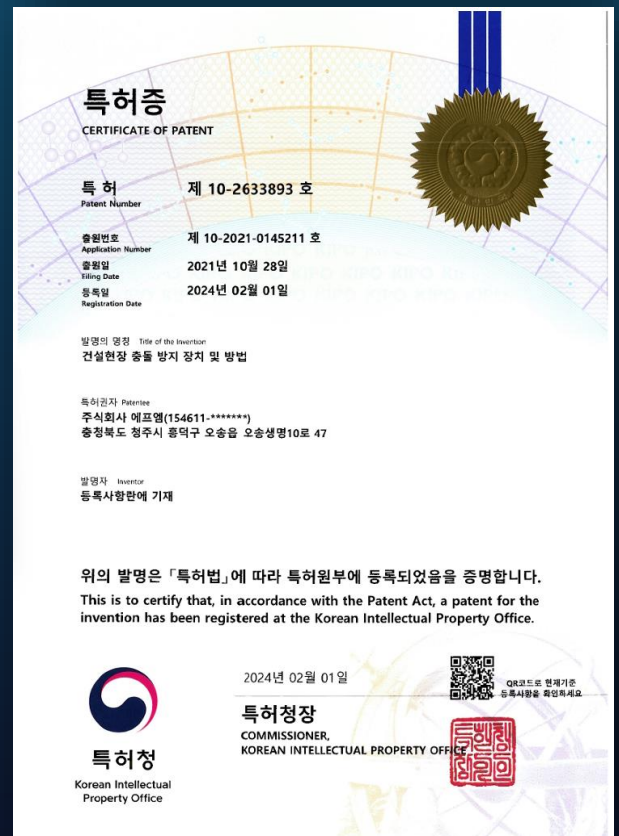 특허증
CERTIFICATE OF PATENT
특 허 제 10-2633893 호
Patent Number
출원번호 제 10-2021-0145211 호
Application Number
출원일 2021년 10월 28일
Filing Date
등록일 2024년 02월 01일
Registration Date
발명의 명칭 Title of the Invention
건설현장 충돌 방지 장치 및 방법
특허권자 Patentee
주식회사 에프엠(154611-*******)
충청북도 청주시 흥덕구 오송읍 오송생명10로 47
발명자 Inventor
등록사항란에 기재
위의 발명은 「특허법」에 따라 특허원부에 등록되었음을 증명합니다.
This is to certify that, in accordance with the Patent Act, a patent for the
invention has been registered at the Korean Intellectual Property Office.
2024년 02월 01일
QR코드로 현재기준
등록사항을 확인하세요
특허청장
COMMISSIONER,
KOREAN INTELLECTUAL PROPERTY OFFICE
특허청
Korean Intellectual
Property Office